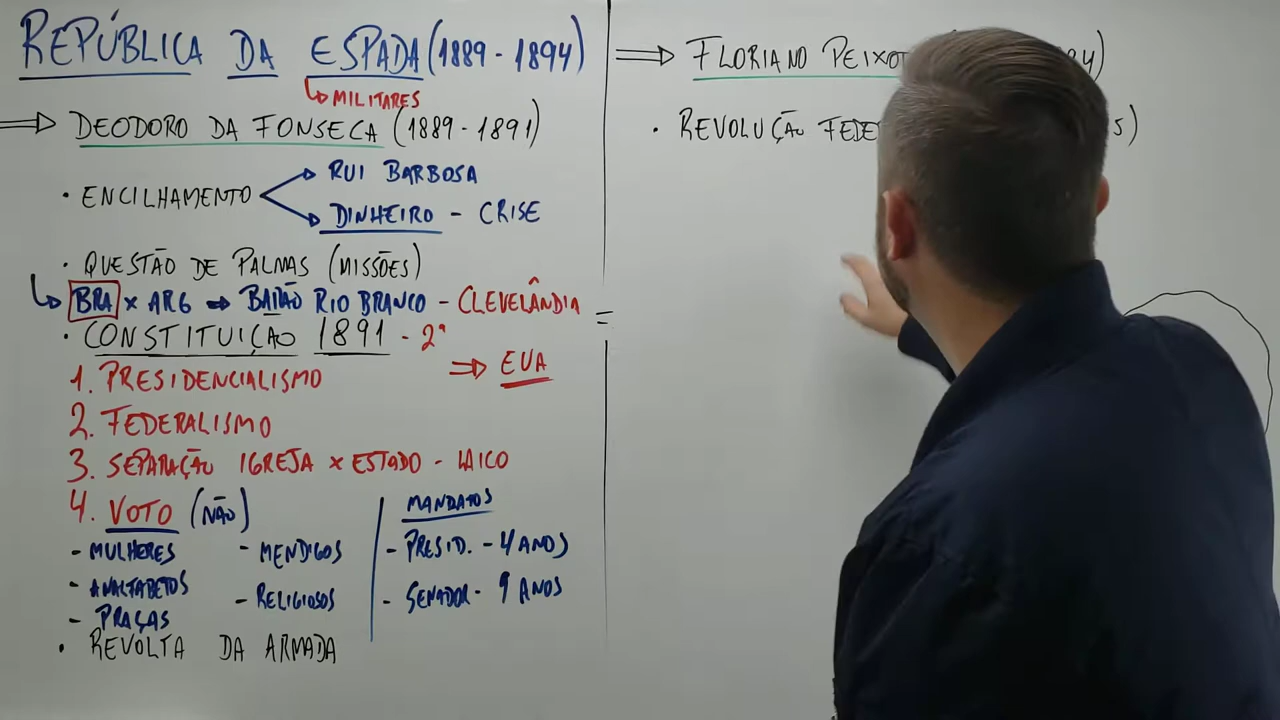 REPÚBLICA DA ESPADA (1889 - 1894)
MILITARES
DEODORO DA FONSECA (1889 - 1891)
• ENCILHAMENTO
RUI BARBOSA
DINHEIRO - CRISE
• QUESTÃO DE PALMAS (MISSÕES)
BRA x ARG → BARÃO RIO BRANCO - CLEVELÂNDIA
• CONSTITUIÇÃO 1891 - 2ª
⇒ EUA
1. PRESIDENCIALISMO
2. FEDERALISMO
3. SEPARAÇÃO IGREJA x ESTADO - LAICO
4. VOTO (NÃO)
- MULHERES
- ANALFABETOS
- PRAÇAS
- MENDIGOS
- RELIGIOSOS
MANDATOS
- PRESID. - 4 ANOS
- SENADOR - 9 ANOS
• REVOLTA DA ARMADA
⇒ FLORIANO
• REVOLUÇÃO